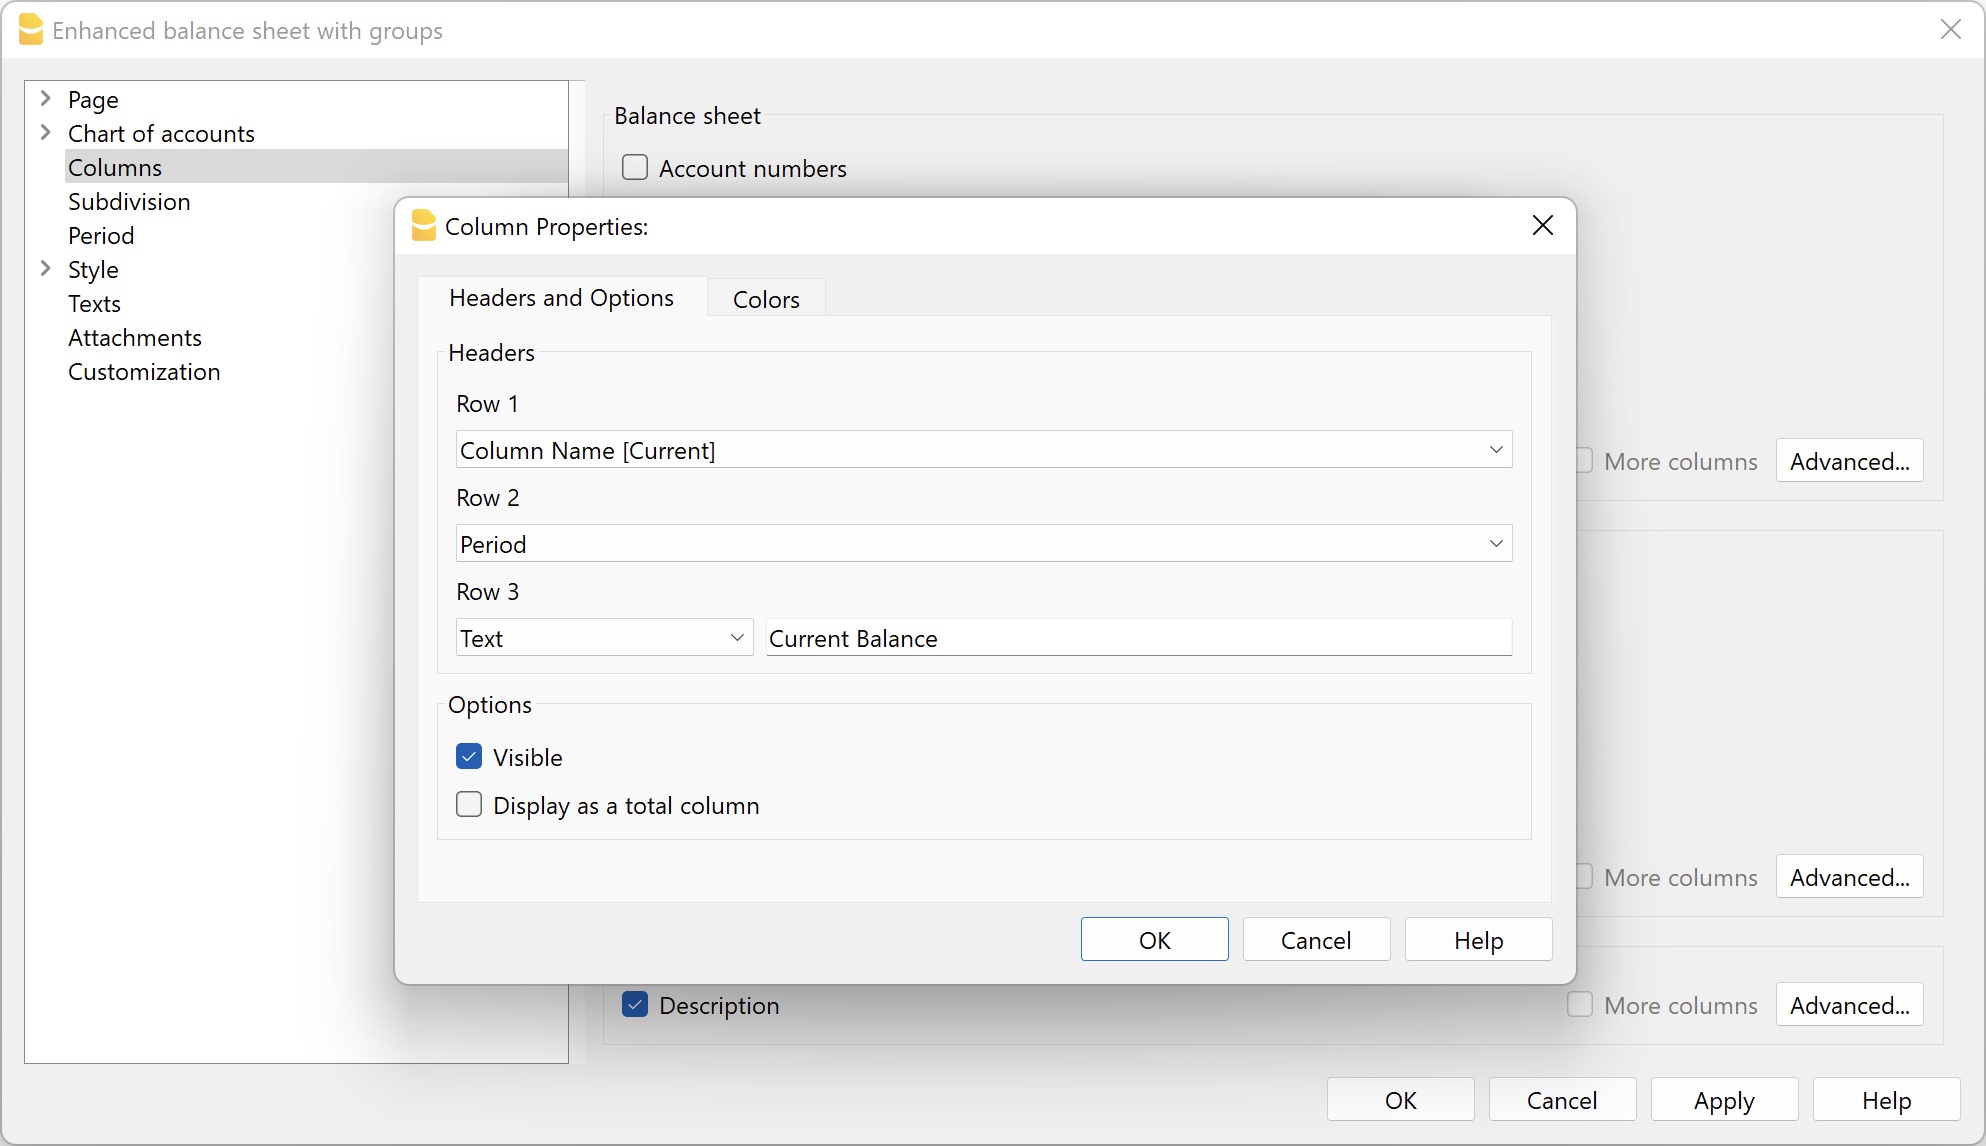 Enhanced balance sheet with groups
Page
Chart of accounts
Columns
Subdivision
Period
Style
Texts
Attachments
Customization
Balance sheet
Account numbers
Column Properties:
Headers and Options
Colors
Headers
Row 1
Column Name [Current]
Row 2
Period
Row 3
Text
Current Balance
Options
Visible
Display as a total column
OK
Cancel
Help
More columns
Advanced...
More columns
Advanced...
Description
More columns
Advanced...
OK
Cancel
Apply
Help